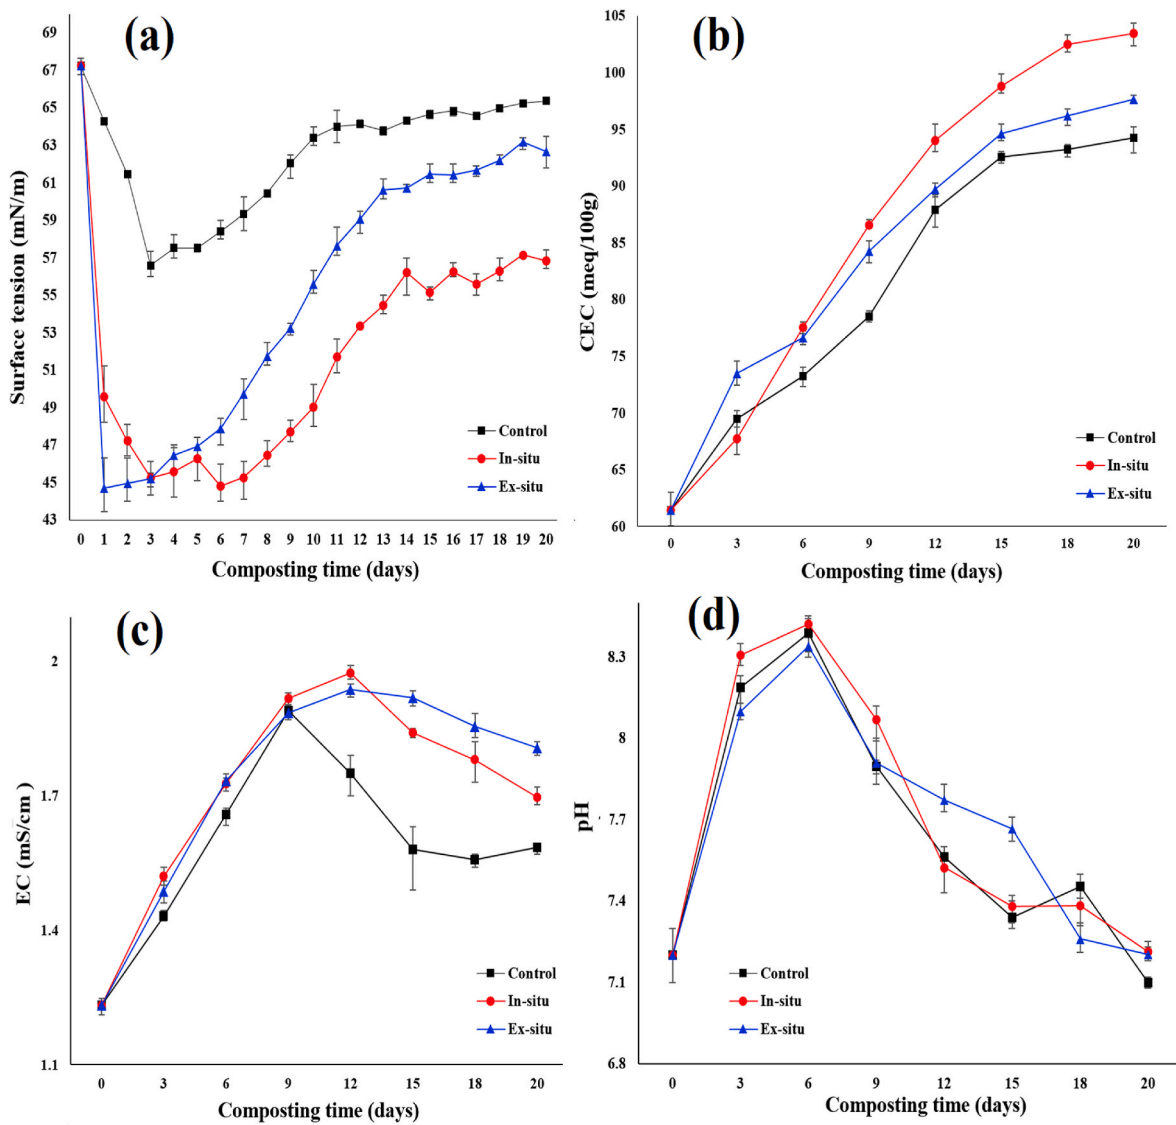 (a)
Surface tension (mN/m)
69
67
65
63
61
59
57
55
53
51
49
47
45
43
Control
In-situ
Ex-situ
0 1 2 3 4 5 6 7 8 9 10 11 12 13 14 15 16 17 18 19 20
Composting time (days)
(b)
CEC (meq/100g)
105
100
95
90
85
80
75
70
65
60
Control
In-situ
Ex-situ
0 3 6 9 12 15 18 20
Composting time (days)
(c)
EC (mS/cm)
2
1.7
1.4
1.1
Control
In-situ
Ex-situ
0 3 6 9 12 15 18 20
Composting time (days)
(d)
pH
8.3
8
7.7
7.4
7.1
6.8
Control
In-situ
Ex-situ
0 3 6 9 12 15 18 20
Composting time (days)